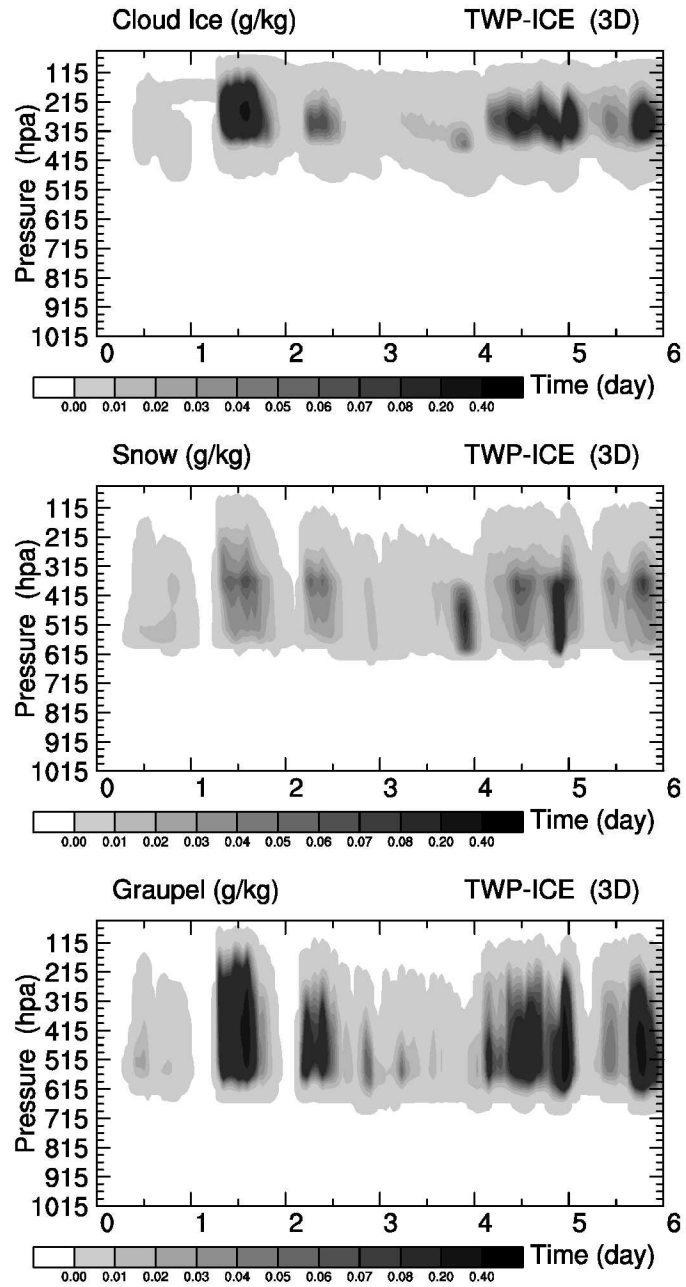 Cloud Ice (g/kg) TWP-ICE (3D)
115
215
315
415
515
615
715
815
915
1015
Pressure (hpa)
0 1 2 3 4 5 6
0.00 0.01 0.02 0.03 0.04 0.05 0.06 0.07 0.08 0.20 0.40 Time (day)
Snow (g/kg) TWP-ICE (3D)
115
215
315
415
515
615
715
815
915
1015
Pressure (hpa)
0 1 2 3 4 5 6
0.00 0.01 0.02 0.03 0.04 0.05 0.06 0.07 0.08 0.20 0.40 Time (day)
Graupel (g/kg) TWP-ICE (3D)
115
215
315
415
515
615
715
815
915
1015
Pressure (hpa)
0 1 2 3 4 5 6
0.00 0.01 0.02 0.03 0.04 0.05 0.06 0.07 0.08 0.20 0.40 Time (day)